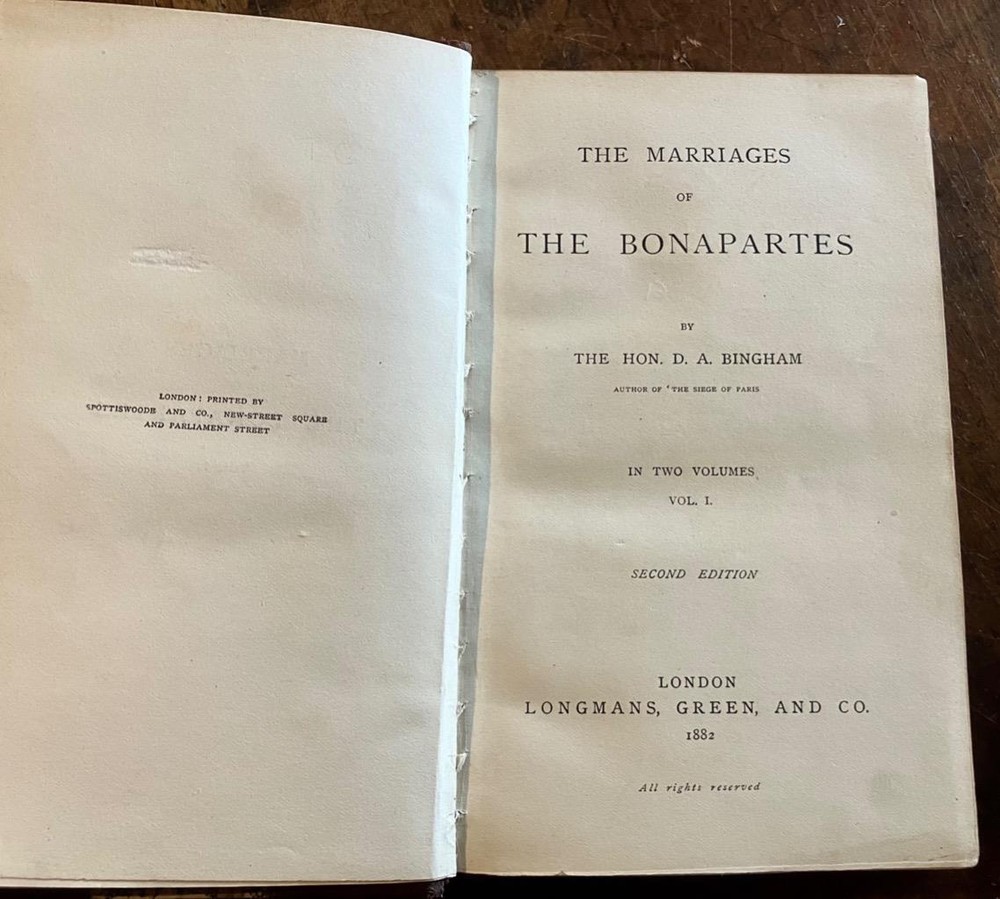 LONDON: PRINTED BY
SPOTTISWOODE AND CO., NEW-STREET SQUARE
AND PARLIAMENT STREET
THE MARRIAGES
OF
THE BONAPARTES
BY
THE HON. D. A. BINGHAM
AUTHOR OF 'THE SIEGE OF PARIS
IN TWO VOLUMES
VOL. I.
SECOND EDITION
LONDON
LONGMANS, GREEN, AND CO.
1882
All rights reserved